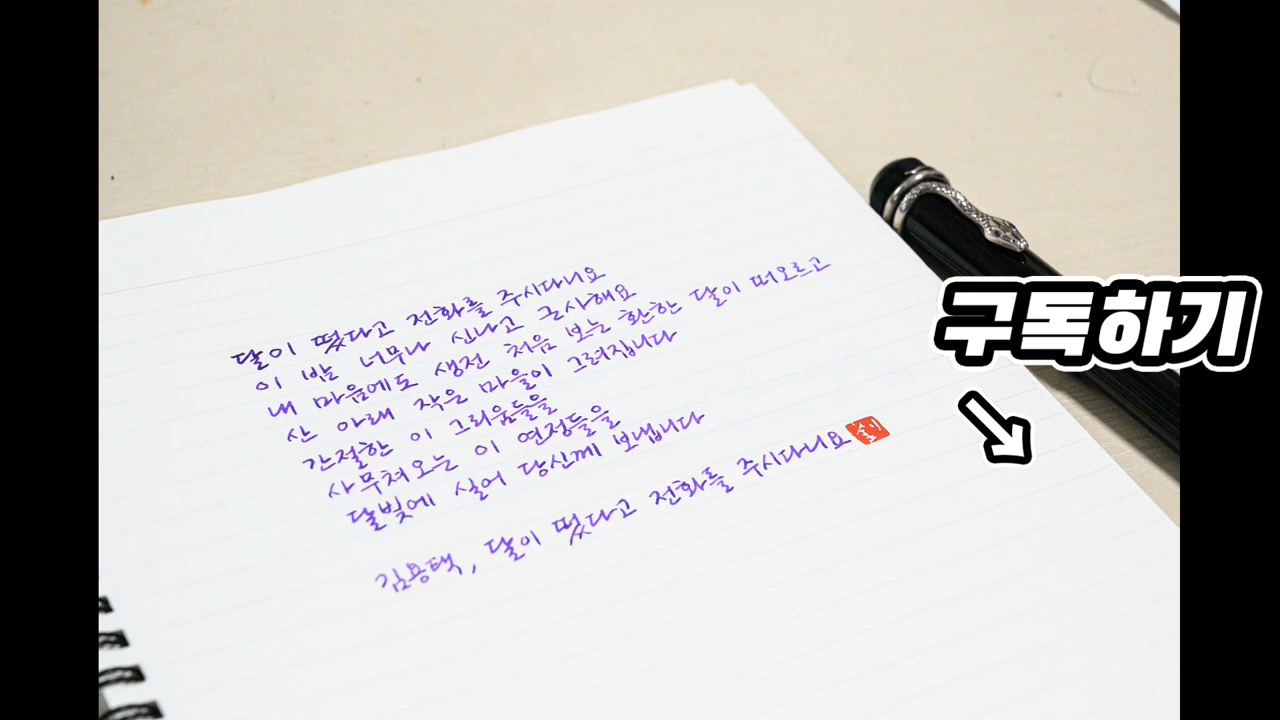 달이 떴다고 전화를 주시다니요
이 밤 너무나 신나고 근사해요
내 마음에도 생전 처음 보는 환한 달이 떠오르고
산 아래 작은 마을이 그려집니다
간절한 이 그리움들을
사무쳐오는 이 연정들을
달빛에 실어 당신께 보냅니다
김용택, 달이 떴다고 전화를 주시다니요
구독하기